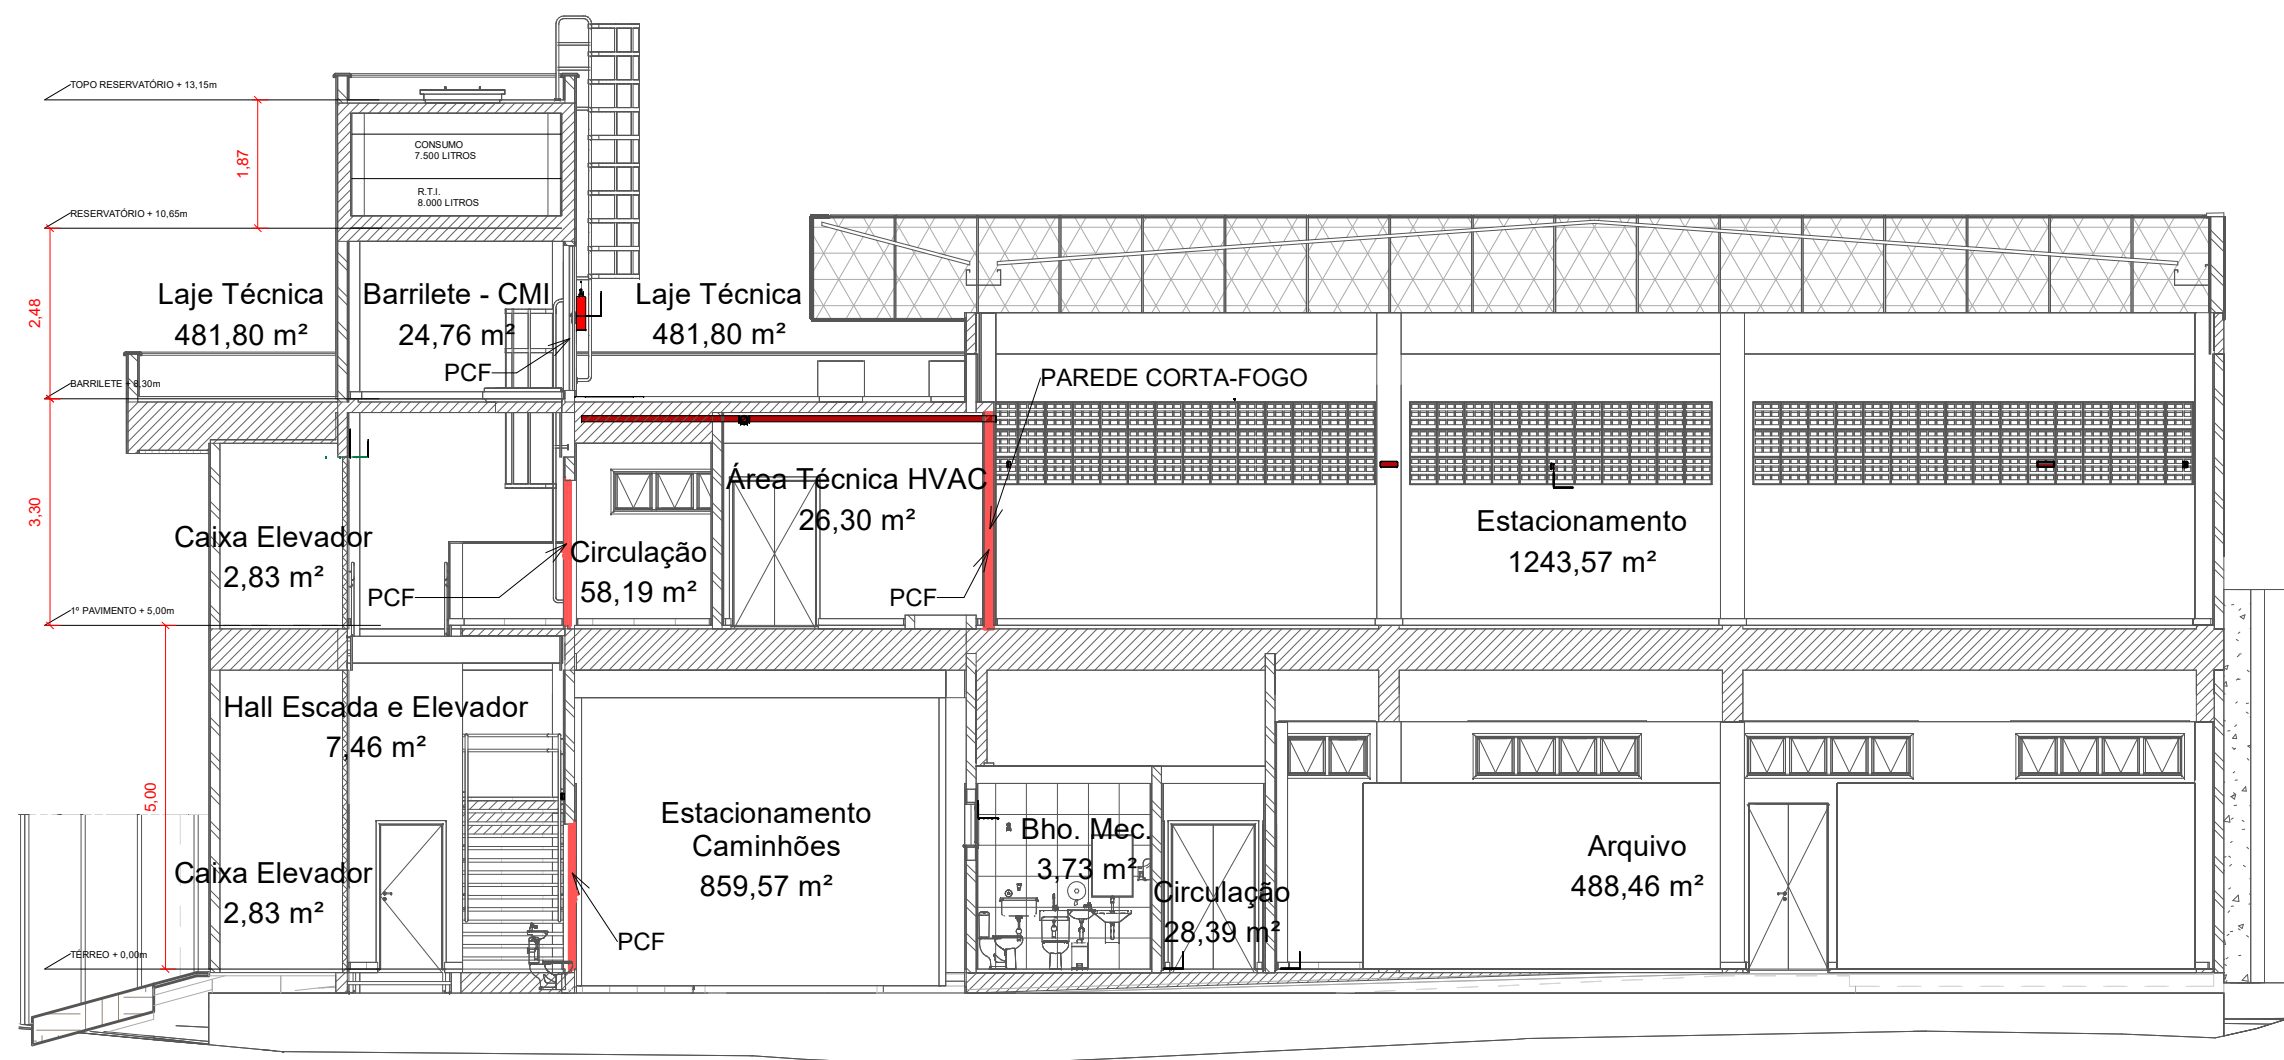 TOPO RESERVATÓRIO + 13,15m
1,87
CONSUMO
7.500 LITROS
R.T.I.
8.000 LITROS
RESERVATÓRIO + 10,65m
2,48
Laje Técnica
481,80 m²
Barrilete - CMI
24,76 m²
PCF
Laje Técnica
481,80 m²
BARRILETE + 8,30m
PAREDE CORTA-FOGO
3,30
Caixa Elevador
2,83 m²
PCF
Circulação
58,19 m²
Área Técnica HVAC
26,30 m²
PCF
Estacionamento
1243,57 m²
1º PAVIMENTO + 5,00m
5,00
Hall Escada e Elevador
7,46 m²
Caixa Elevador
2,83 m²
PCF
Estacionamento
Caminhões
859,57 m²
Bho. Mec.
3,73 m²
Circulação
28,39 m²
Arquivo
488,46 m²
TÉRREO + 0,00m